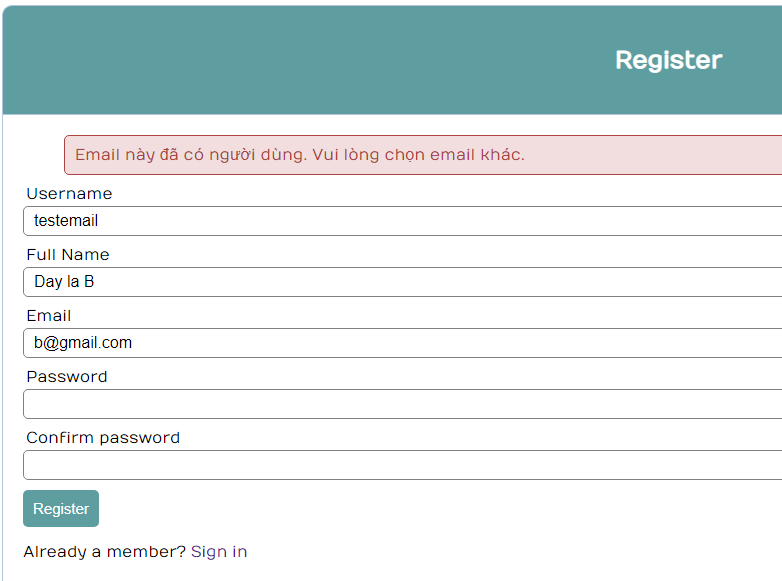 Register
Email này đã có người dùng. Vui lòng chọn email khác.
Username
testemail
Full Name
Day la B
Email
b@gmail.com
Password
Confirm password
Register
Already a member? Sign in